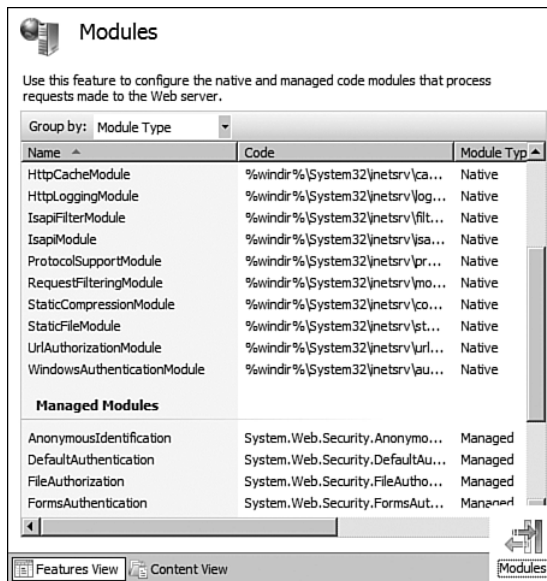 Modules
Use this feature to configure the native and managed code modules that process
requests made to the Web server.
Group by: Module Type
Name Code Module Typ
HttpCacheModule %windir%\System32\inetsrv\ca... Native
HttpLoggingModule %windir%\System32\inetsrv\log... Native
IsapiFilterModule %windir%\System32\inetsrv\filt... Native
IsapiModule %windir%\System32\inetsrv\isa... Native
ProtocolSupportModule %windir%\System32\inetsrv\pr... Native
RequestFilteringModule %windir%\System32\inetsrv\mo... Native
StaticCompressionModule %windir%\System32\inetsrv\co... Native
StaticFileModule %windir%\System32\inetsrv\st... Native
UrlAuthorizationModule %windir%\System32\inetsrv\url... Native
WindowsAuthenticationModule %windir%\System32\inetsrv\au... Native
Managed Modules
AnonymousIdentification System.Web.Security.Anonymo... Managed
DefaultAuthentication System.Web.Security.DefaultAu... Managed
FileAuthorization System.Web.Security.FileAutho... Managed
FormsAuthentication System.Web.Security.FormsAut... Managed
Features View Content View
Modules